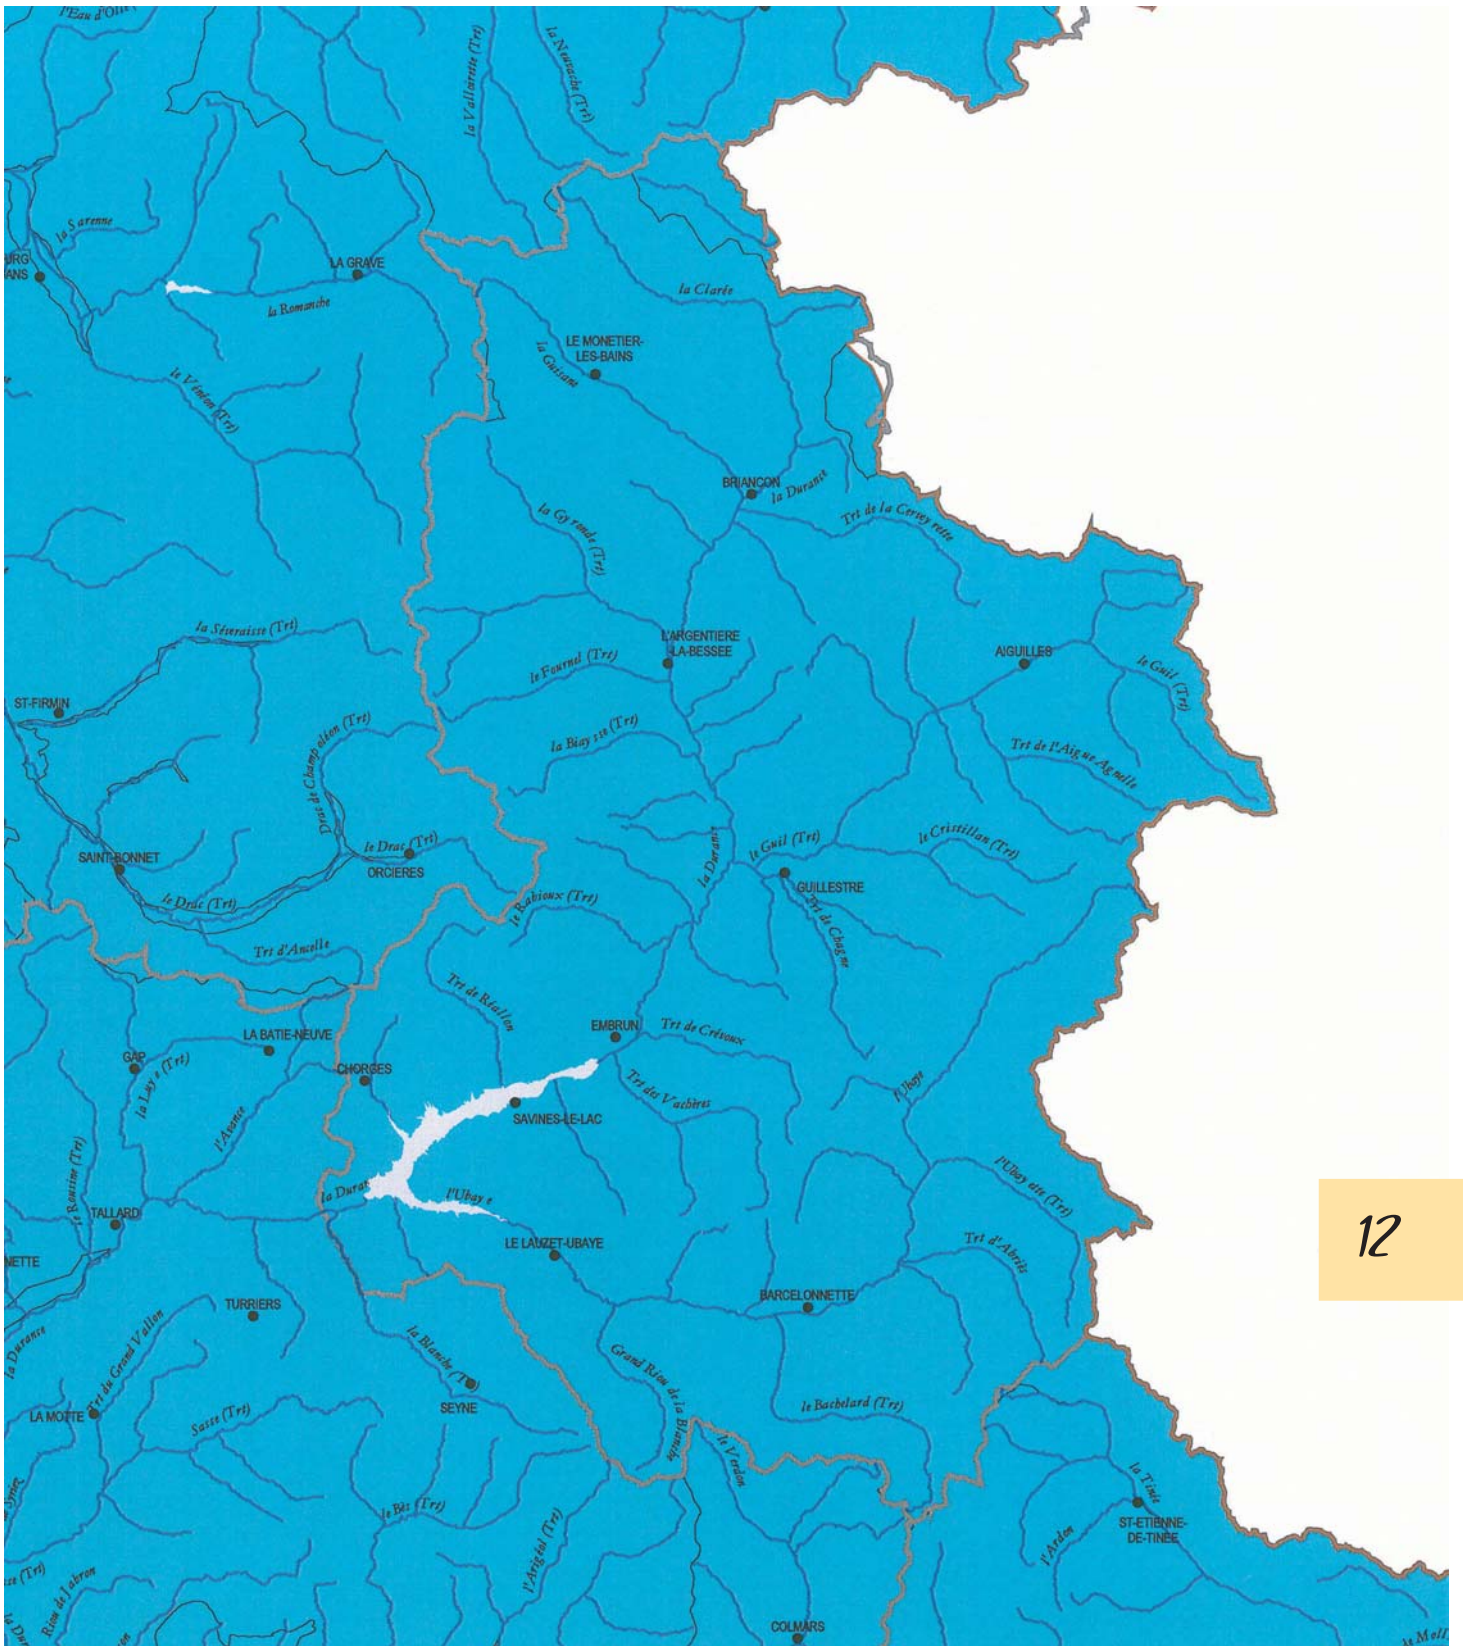 l'Eau d'Olle
la Valloirette (Trt)
la Neuvache (Trt)
la Sarenne
LA GRAVE
la Romanche
la Clarée
LE MONETIER-
LES-BAINS
la Guisane
le Vénéon (Trt)
BRIANÇON
la Durance
Trt de la Cerveyrette
la Gyronde (Trt)
la Séveraisse (Trt)
L'ARGENTIERE
-LA-BESSEE
AIGUILLES
le Fournel (Trt)
le Guil (Trt)
ST-FIRMIN
Drac de Champoléon (Trt)
la Biaysse (Trt)
Trt de l'Aigue Agnelle
la Durance
le Guil (Trt)
le Cristillan (Trt)
SAINT-BONNET
le Drac (Trt)
ORCIERES
GUILLESTRE
le Drac (Trt)
le Rabioux (Trt)
Trt de Chagne
Trt d'Ancelle
Trt de Réallon
LA BATIE-NEUVE
EMBRUN
Trt de Crévoux
GAP
la Luye (Trt)
CHORGES
l'Ubaye
Trt des Vachères
l'Avance
SAVINES-LE-LAC
le Rousine (Trt)
l'Ubayette (Trt)
la Duran
l'Ubaye
TALLARD
LE LAUZET-UBAYE
Trt d'Abriès
NETTE
12
BARCELONNETTE
TURRIERS
la Durance
Trt du Grand Vallon
la Blanche (Trt)
Grand Riou de la Blanche
SEYNE
LA MOTTE
Sasse (Trt)
le Bachelard (Trt)
le Verdon
la Tinée
le Bès (Trt)
ST-ETIENNE-
DE-TINEE
l'Arigéol (Trt)
l'Ardon
Riou de Jabron
COLMARS